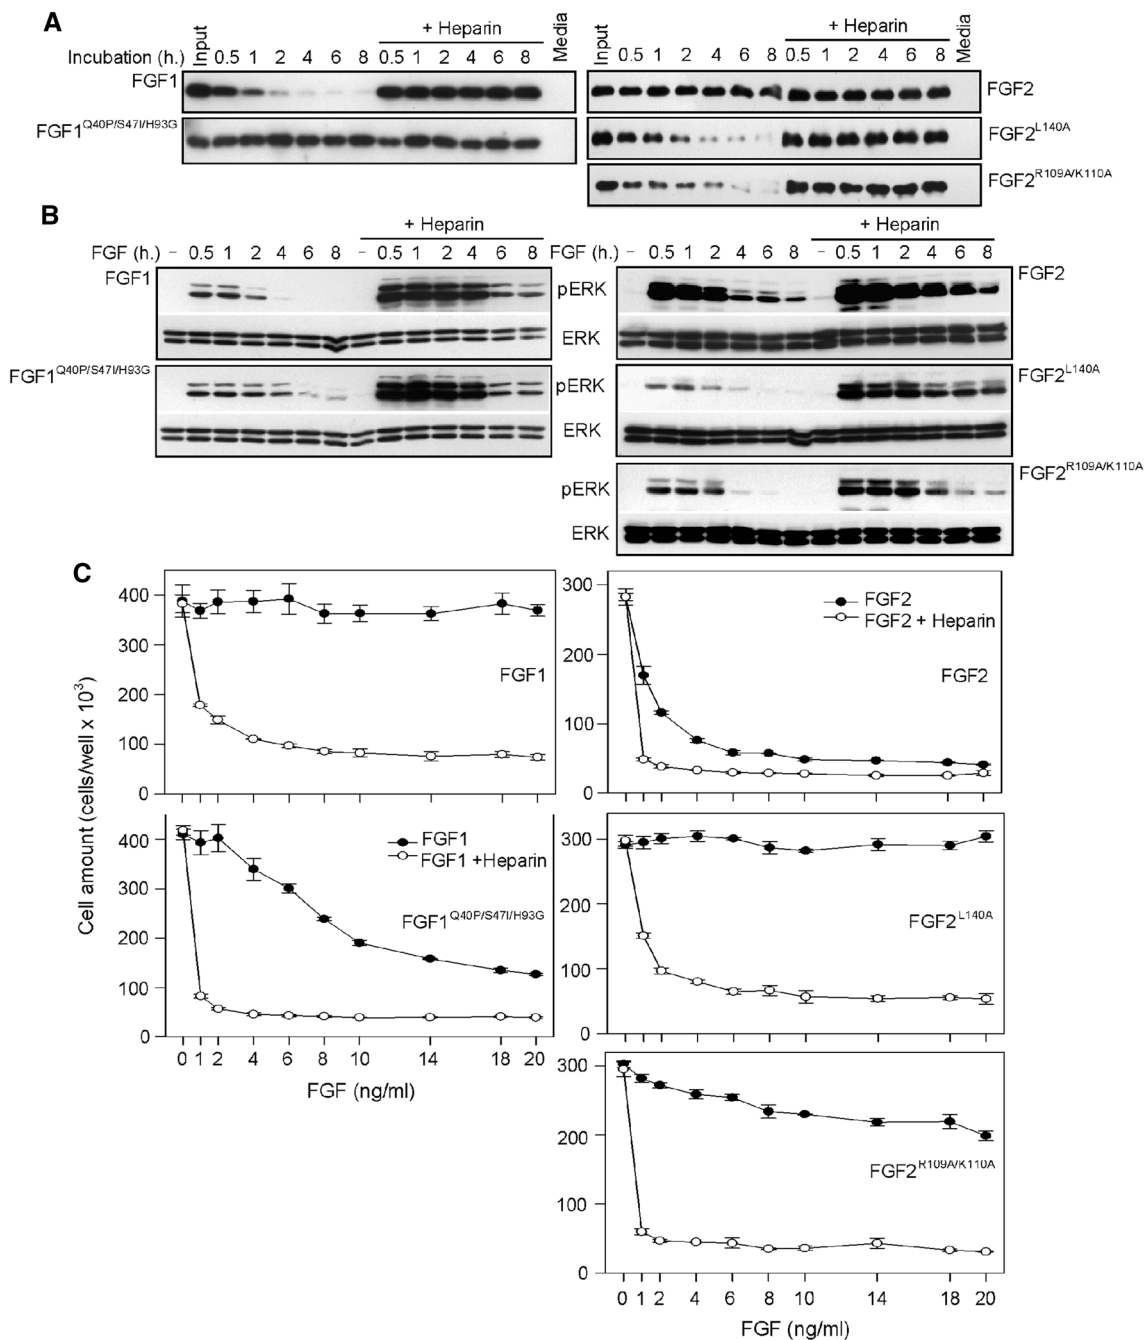 A
+ Heparin
+ Heparin
Incubation (h.)
Input
0.5 1 2 4 6 8
0.5 1 2 4 6 8
Media
Input
0.5 1 2 4 6 8
0.5 1 2 4 6 8
Media
FGF1
FGF2
FGF1Q40P/S47I/H93G
FGF2L140A
FGF2R109A/K110A
B
+ Heparin
+ Heparin
FGF (h.) – 0.5 1 2 4 6 8 – 0.5 1 2 4 6 8
FGF (h.) – 0.5 1 2 4 6 8 – 0.5 1 2 4 6 8
FGF1
pERK
FGF2
ERK
FGF1Q40P/S47I/H93G
pERK
FGF2L140A
ERK
pERK
FGF2R109A/K110A
ERK
C
Cell amount (cells/well x 10³)
400
300
200
100
0
FGF1
300
200
100
0
FGF2
FGF2 + Heparin
FGF2
400
300
200
100
0
FGF1
FGF1 +Heparin
FGF1Q40P/S47I/H93G
0 1 2 4 6 8 10 14 18 20
FGF (ng/ml)
300
200
100
0
FGF2L140A
300
200
100
0
FGF2R109A/K110A
0 1 2 4 6 8 10 14 18 20
FGF (ng/ml)